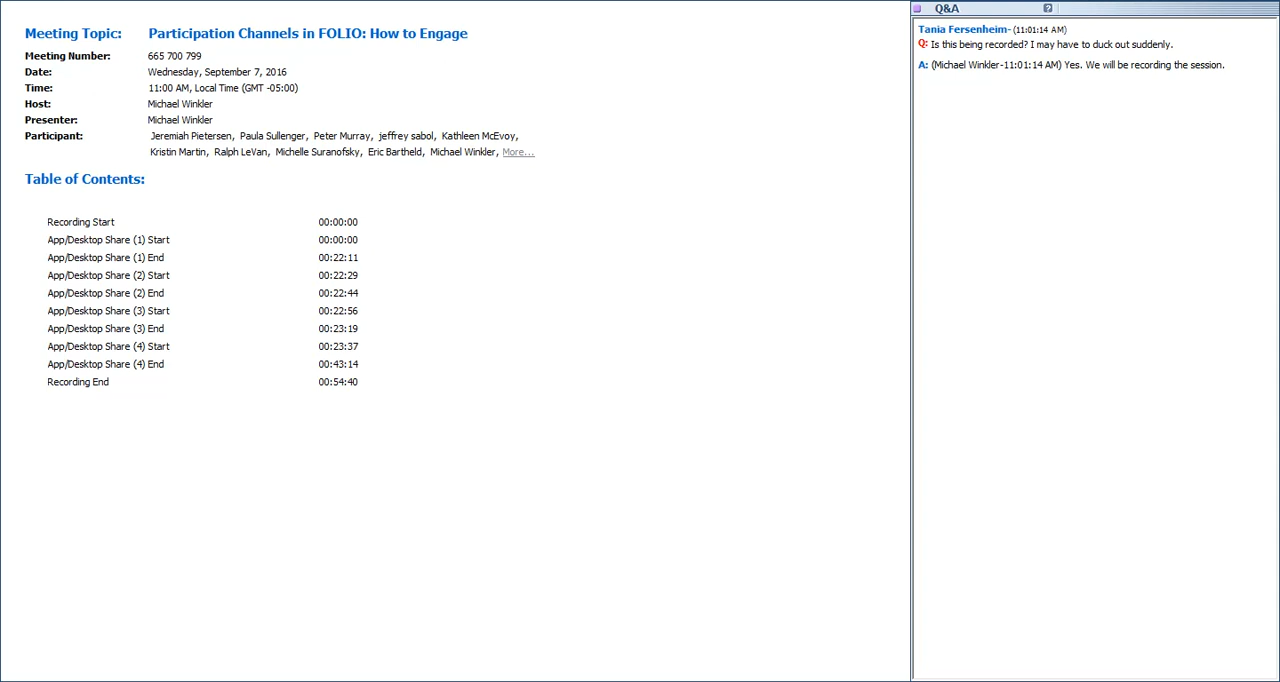 Meeting Topic: Participation Channels in FOLIO: How to Engage
Meeting Number: 665 700 799
Date: Wednesday, September 7, 2016
Time: 11:00 AM, Local Time (GMT -05:00)
Host: Michael Winkler
Presenter: Michael Winkler
Participant: Jeremiah Pietersen, Paula Sullenger, Peter Murray, jeffrey sabol, Kathleen McEvoy,
Kristin Martin, Ralph LeVan, Michelle Suranofsky, Eric Bartheld, Michael Winkler, More...
Table of Contents:
Recording Start 00:00:00
App/Desktop Share (1) Start 00:00:00
App/Desktop Share (1) End 00:22:11
App/Desktop Share (2) Start 00:22:29
App/Desktop Share (2) End 00:22:44
App/Desktop Share (3) Start 00:22:56
App/Desktop Share (3) End 00:23:19
App/Desktop Share (4) Start 00:23:37
App/Desktop Share (4) End 00:43:14
Recording End 00:54:40
Q&A ?
Tania Fersenheim- (11:01:14 AM)
Q: Is this being recorded? I may have to duck out suddenly.
A: (Michael Winkler-11:01:14 AM) Yes. We will be recording the session.